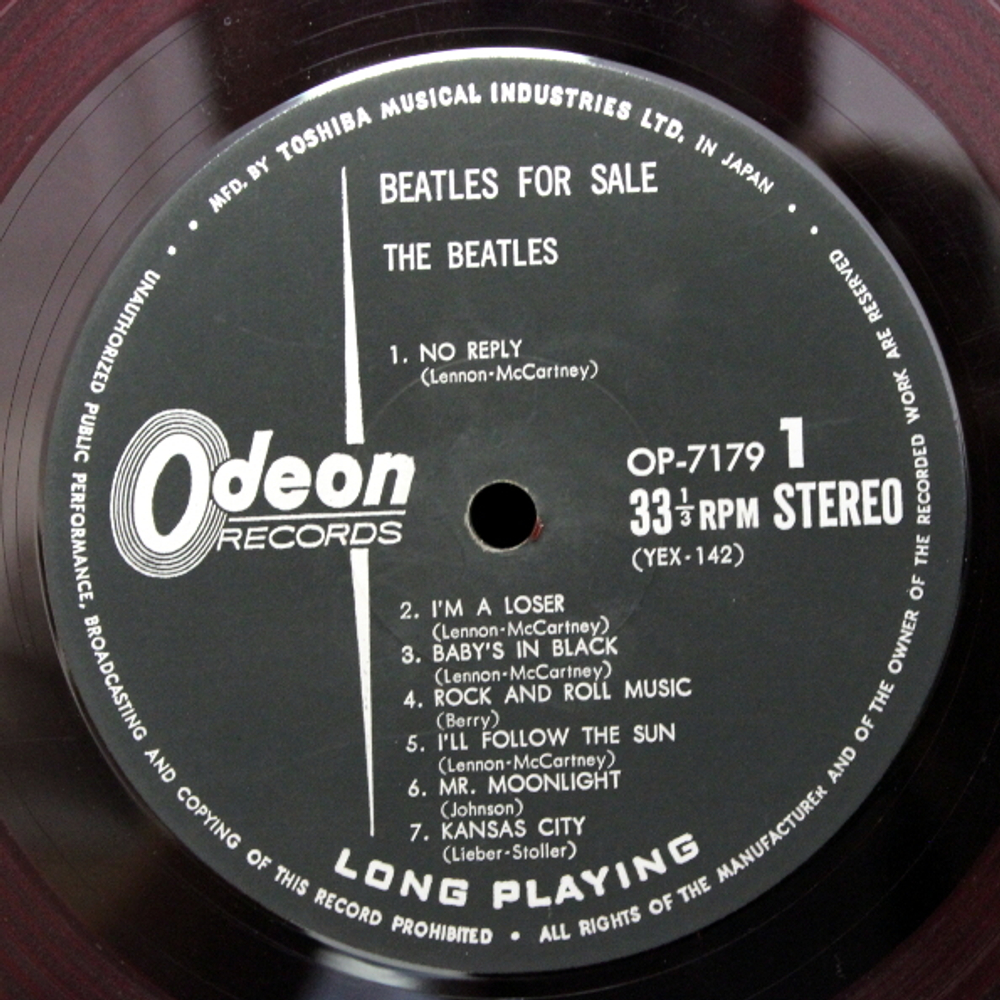 MFD. BY TOSHIBA MUSICAL INDUSTRIES LTD. IN JAPAN
BEATLES FOR SALE
THE BEATLES
1. NO REPLY
(Lennon-McCartney)
Odeon
RECORDS
OP-7179 1
33 1/3 RPM STEREO
(YEX-142)
2. I'M A LOSER
(Lennon-McCartney)
3. BABY'S IN BLACK
(Lennon-McCartney)
4. ROCK AND ROLL MUSIC
(Berry)
5. I'LL FOLLOW THE SUN
(Lennon-McCartney)
6. MR. MOONLIGHT
(Johnson)
7. KANSAS CITY
(Lieber-Stoller)
LONG PLAYING
UNAUTHORIZED PUBLIC PERFORMANCE, BROADCASTING AND COPYING OF THIS RECORD PROHIBITED • ALL RIGHTS OF THE MANUFACTURER AND OF THE OWNER OF THE RECORDED WORK ARE RESERVED